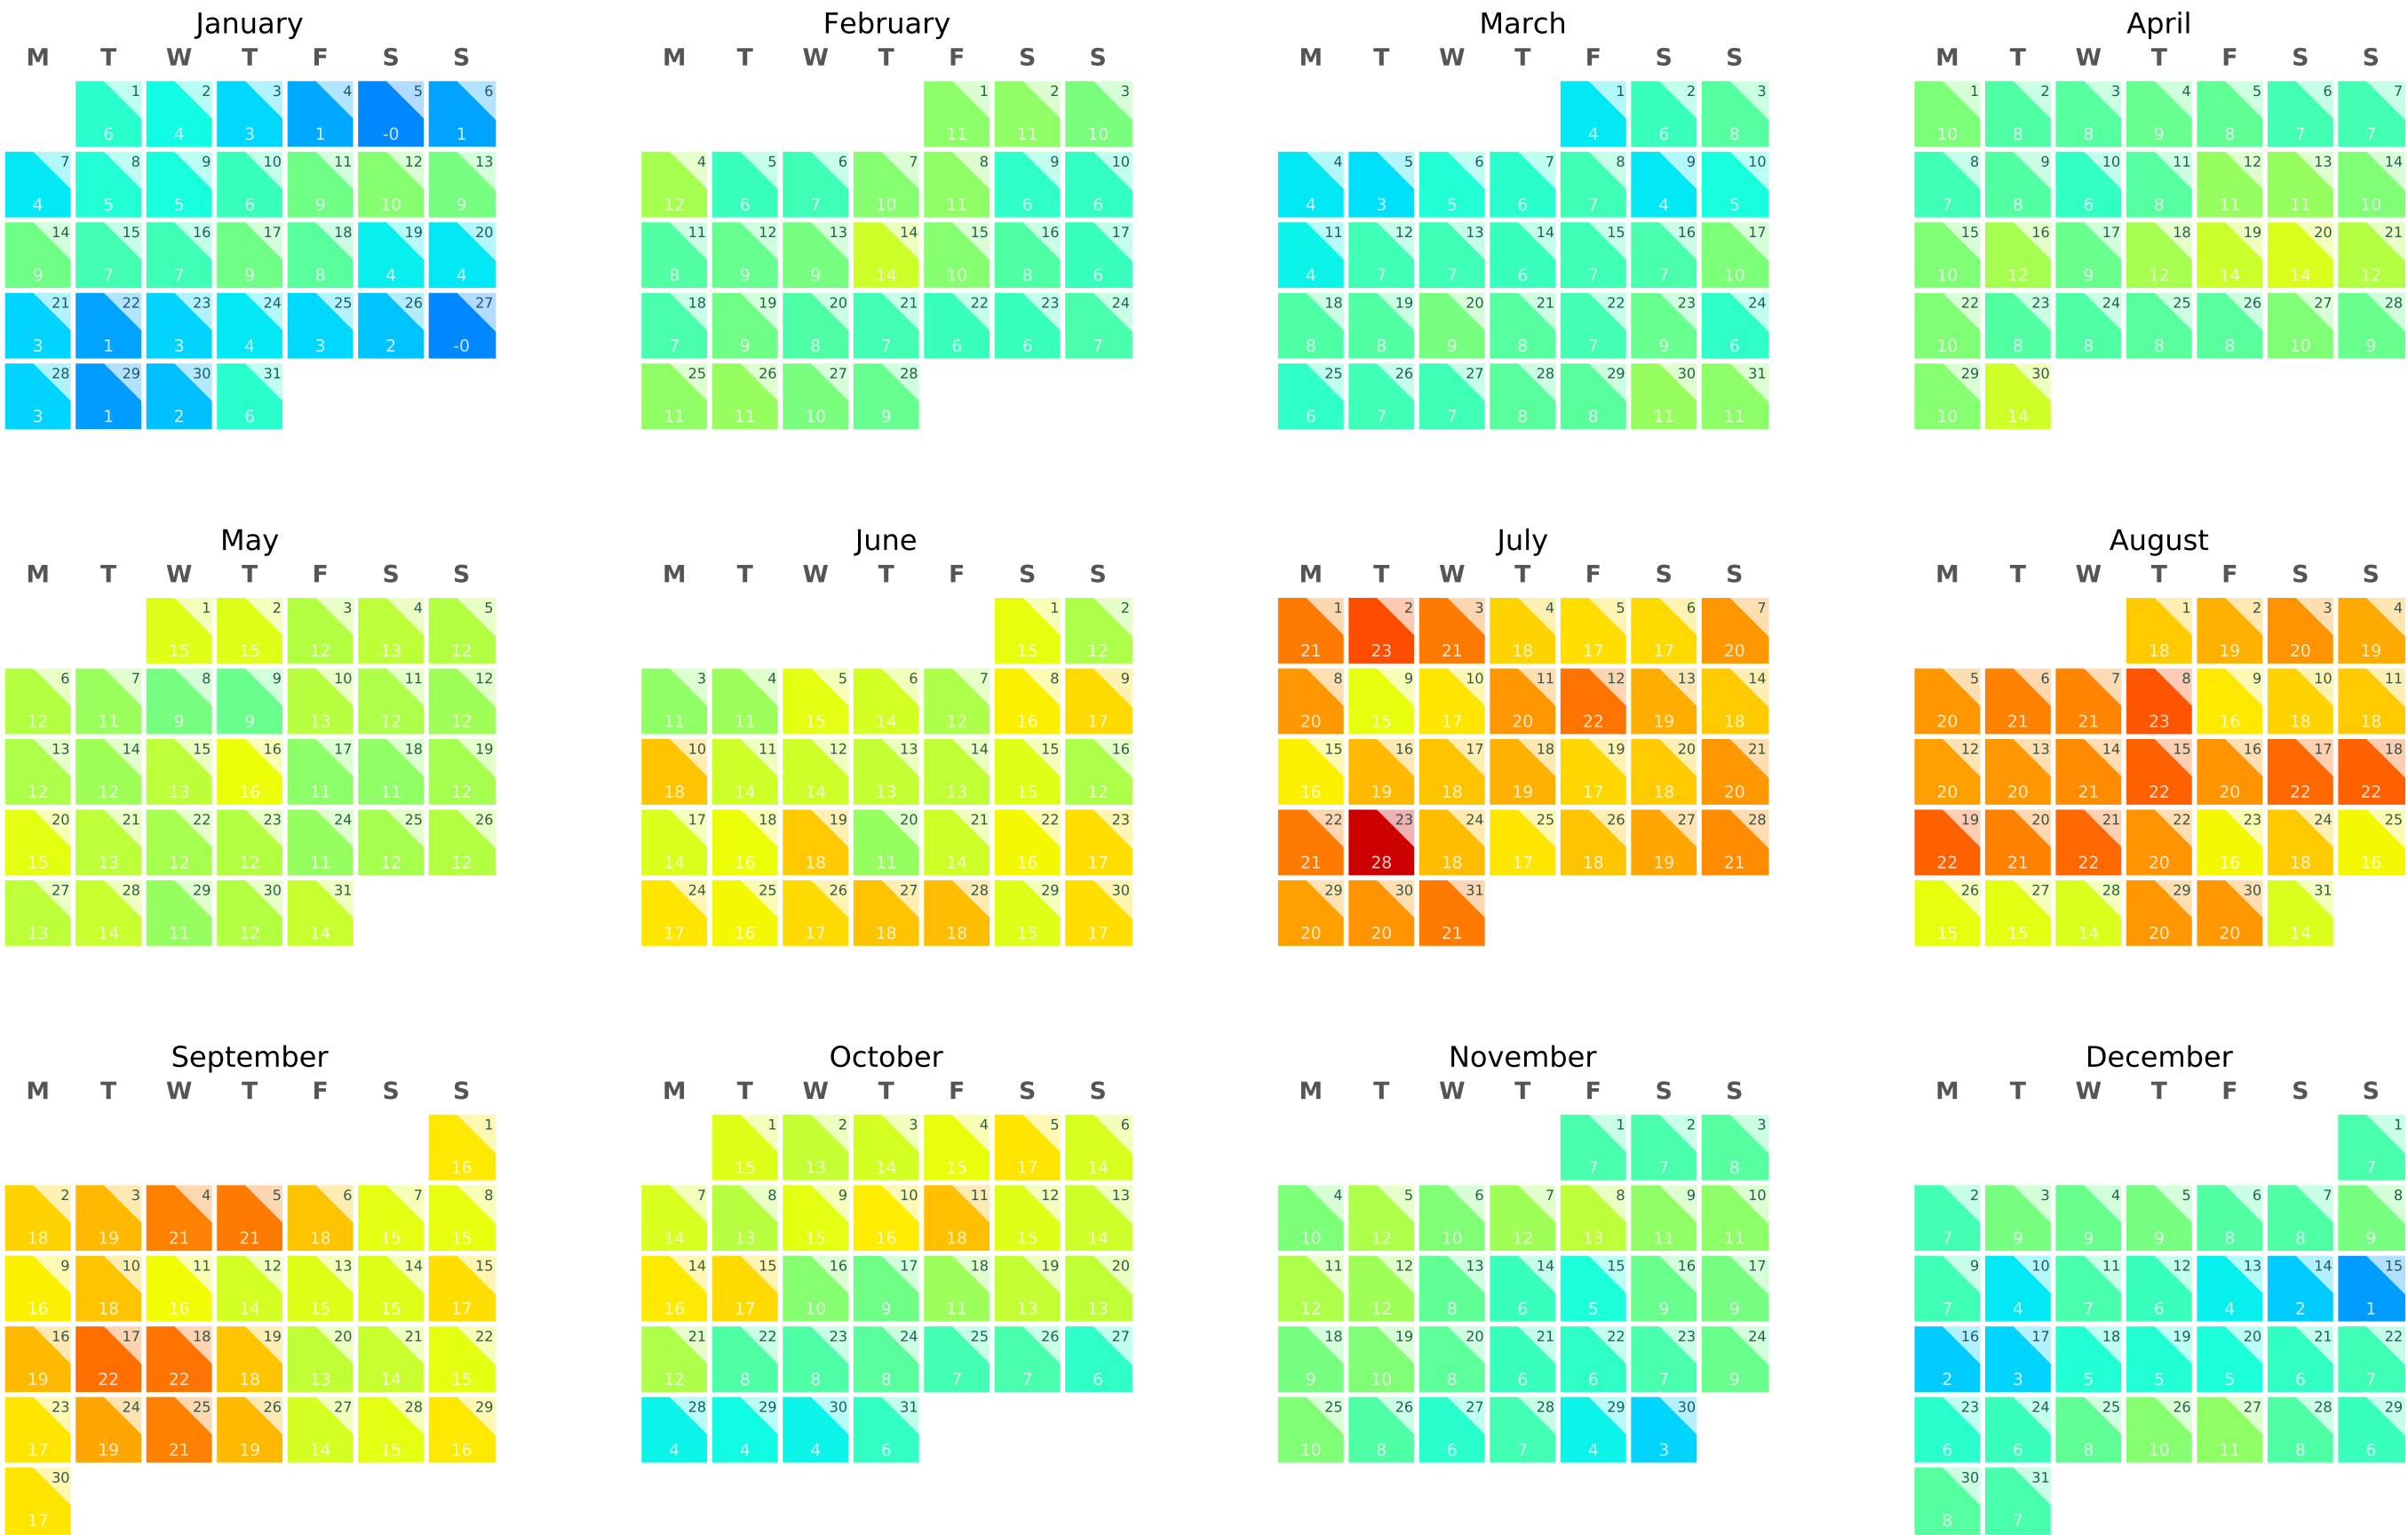 January February March April
M T W T F S S M T W T F S S M T W T F S S M T W T F S S
1 2 3 4 5 6 1 2 3 1 2 3 1 2 3 4 5 6 7
6 4 3 1 -0 1 11 11 10 4 6 8 10 8 8 9 8 7 7
7 8 9 10 11 12 13 4 5 6 7 8 9 10 4 5 6 7 8 9 10 8 9 10 11 12 13 14
4 5 5 6 9 10 9 12 6 7 10 11 6 6 4 3 5 6 7 4 5 7 8 6 8 11 11 10
14 15 16 17 18 19 20 11 12 13 14 15 16 17 11 12 13 14 15 16 17 15 16 17 18 19 20 21
9 7 7 9 8 4 4 8 9 9 14 10 8 6 4 7 7 6 7 7 10 10 12 9 12 14 14 12
21 22 23 24 25 26 27 18 19 20 21 22 23 24 18 19 20 21 22 23 24 22 23 24 25 26 27 28
3 1 3 4 3 2 -0 7 9 8 7 6 6 7 8 8 9 8 7 9 6 10 8 8 8 8 10 9
28 29 30 31 25 26 27 28 25 26 27 28 29 30 31 29 30
3 1 2 6 11 11 10 9 6 7 7 8 8 11 11 10 14
May June July August
M T W T F S S M T W T F S S M T W T F S S M T W T F S S
1 2 3 4 5 1 2 1 2 3 4 5 6 7 1 2 3 4
15 15 12 13 12 15 12 21 23 21 18 17 17 20 18 19 20 19
6 7 8 9 10 11 12 3 4 5 6 7 8 9 8 9 10 11 12 13 14 5 6 7 8 9 10 11
12 11 9 9 13 12 12 11 11 15 14 12 16 17 20 15 17 20 22 19 18 20 21 21 23 16 18 18
13 14 15 16 17 18 19 10 11 12 13 14 15 16 15 16 17 18 19 20 21 12 13 14 15 16 17 18
12 12 13 16 11 11 12 18 14 14 13 13 15 12 16 19 18 19 17 18 20 20 20 21 22 20 22 22
20 21 22 23 24 25 26 17 18 19 20 21 22 23 22 23 24 25 26 27 28 19 20 21 22 23 24 25
15 13 12 12 11 12 12 14 16 18 11 14 16 17 21 28 18 17 18 19 21 22 21 22 20 16 18 16
27 28 29 30 31 24 25 26 27 28 29 30 29 30 31 26 27 28 29 30 31
13 14 11 12 14 17 16 17 18 18 15 17 20 20 21 15 15 14 20 20 14
September October November December
M T W T F S S M T W T F S S M T W T F S S M T W T F S S
1 1 2 3 4 5 6 1 2 3 1
16 15 13 14 15 17 14 7 7 8 7
2 3 4 5 6 7 8 7 8 9 10 11 12 13 4 5 6 7 8 9 10 2 3 4 5 6 7 8
18 19 21 21 18 15 15 14 13 15 16 18 15 14 10 12 10 12 13 11 11 7 9 9 9 8 8 9
9 10 11 12 13 14 15 14 15 16 17 18 19 20 11 12 13 14 15 16 17 9 10 11 12 13 14 15
16 18 16 14 15 15 17 16 17 10 9 11 13 13 12 12 8 6 5 9 9 7 4 7 6 4 2 1
16 17 18 19 20 21 22 21 22 23 24 25 26 27 18 19 20 21 22 23 24 16 17 18 19 20 21 22
19 22 22 18 13 14 15 12 8 8 8 7 7 6 9 10 8 6 6 7 9 2 3 5 5 5 6 7
23 24 25 26 27 28 29 28 29 30 31 25 26 27 28 29 30 23 24 25 26 27 28 29
17 19 21 19 14 15 16 4 4 4 6 10 8 6 7 4 3 6 6 8 10 11 8 6
30 30 31
17 8 7